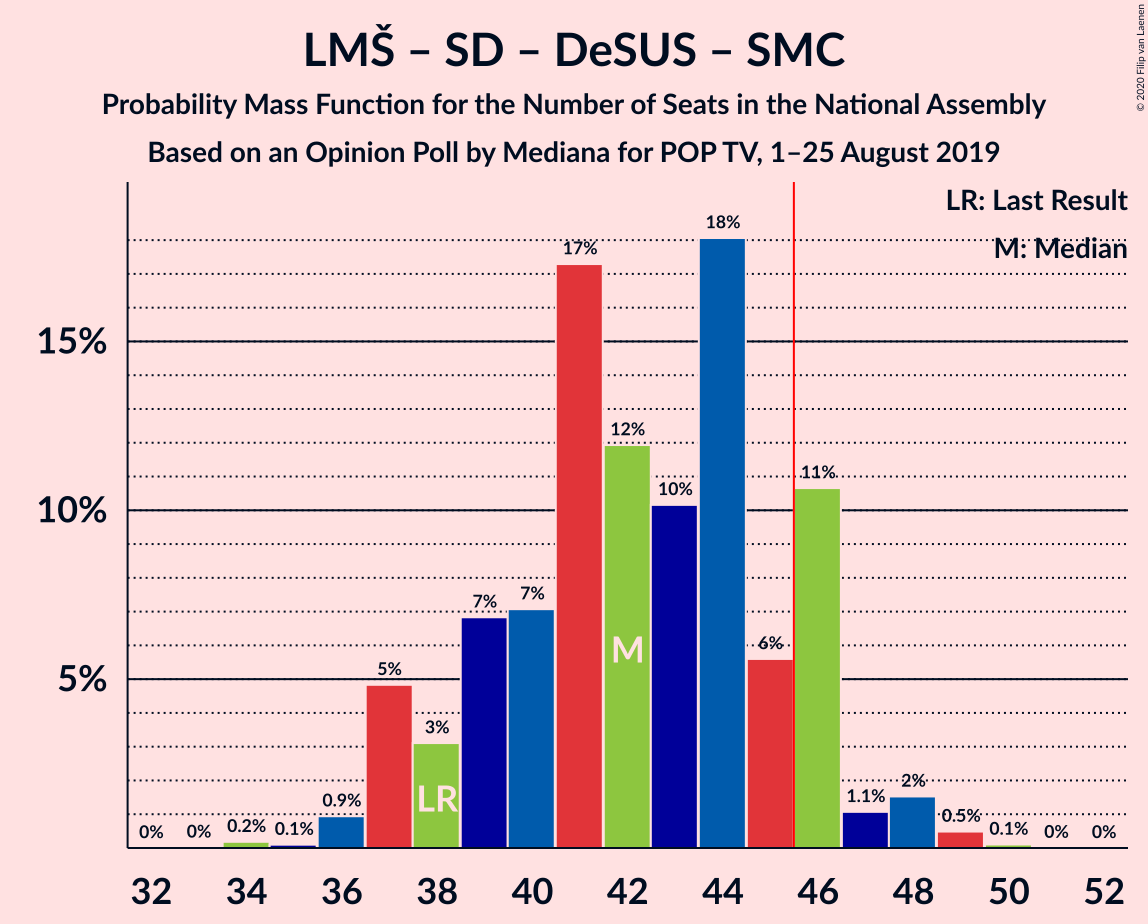 LMŠ – SD – DeSUS – SMC
Probability Mass Function for the Number of Seats in the National Assembly
Based on an Opinion Poll by Mediana for POP TV, 1–25 August 2019
© 2020 Filip van Laenen
LR: Last Result
M: Median
15%
10%
5%
0%
0%
0.2%
0.1%
0.9%
5%
3%
7%
7%
17%
12%
10%
18%
6%
11%
1.1%
2%
0.5%
0.1%
0%
0%
LR
M
32 34 36 38 40 42 44 46 48 50 52